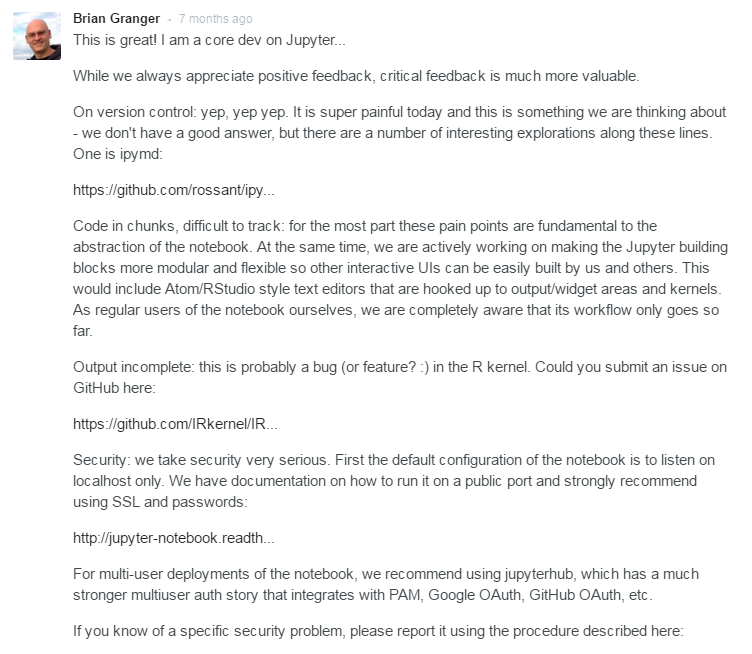 Brian Granger - 7 months ago
This is great! I am a core dev on Jupyter...
While we always appreciate positive feedback, critical feedback is much more valuable.
On version control: yep, yep yep. It is super painful today and this is something we are thinking about
- we don't have a good answer, but there are a number of interesting explorations along these lines.
One is ipymd:
https://github.com/rossant/ipy...
Code in chunks, difficult to track: for the most part these pain points are fundamental to the
abstraction of the notebook. At the same time, we are actively working on making the Jupyter building
blocks more modular and flexible so other interactive UIs can be easily built by us and others. This
would include Atom/RStudio style text editors that are hooked up to output/widget areas and kernels.
As regular users of the notebook ourselves, we are completely aware that its workflow only goes so
far.
Output incomplete: this is probably a bug (or feature? :) in the R kernel. Could you submit an issue on
GitHub here:
https://github.com/IRkernel/IR...
Security: we take security very serious. First the default configuration of the notebook is to listen on
localhost only. We have documentation on how to run it on a public port and strongly recommend
using SSL and passwords:
http://jupyter-notebook.readth...
For multi-user deployments of the notebook, we recommend using jupyterhub, which has a much
stronger multiuser auth story that integrates with PAM, Google OAuth, GitHub OAuth, etc.
If you know of a specific security problem, please report it using the procedure described here: